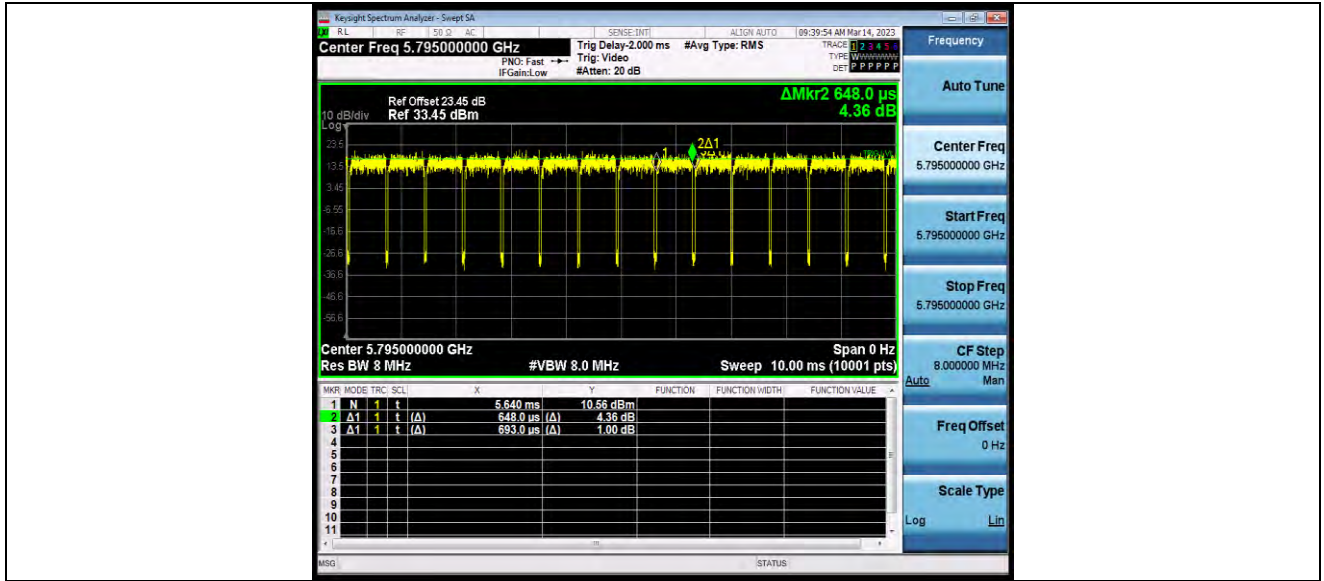 Keysight Spectrum Analyzer - Swept SA
RL RF 50 Ω AC SENSE:INT ALIGN AUTO 09:39:54 AM Mar 14, 2023
Center Freq 5.795000000 GHz Trig Delay-2.000 ms #Avg Type: RMS TRACE 1 2 3 4 5 6
PNO: Fast Trig: Video TYPE WWWWWW
IFGain:Low #Atten: 20 dB DET P P P P P P
ΔMkr2 648.0 µs
4.36 dB
Ref Offset 23.45 dB
10 dB/div Ref 33.45 dBm
Log
23.5
13.5
3.45
-6.55
-16.6
-26.6
-36.6
-46.6
-56.6
1
2Δ1
Center 5.795000000 GHz Span 0 Hz
Res BW 8 MHz #VBW 8.0 MHz Sweep 10.00 ms (10001 pts)
MKR MODE TRC SCL X Y FUNCTION FUNCTION WIDTH FUNCTION VALUE
1 N 1 t 5.640 ms 10.56 dBm
2 Δ1 1 t (Δ) 648.0 µs (Δ) 4.36 dB
3 Δ1 1 t (Δ) 693.0 µs (Δ) 1.00 dB
4
5
6
7
8
9
10
11
MSG STATUS
Frequency
Auto Tune
Center Freq
5.795000000 GHz
Start Freq
5.795000000 GHz
Stop Freq
5.795000000 GHz
CF Step
8.000000 MHz
Auto Man
Freq Offset
0 Hz
Scale Type
Log Lin